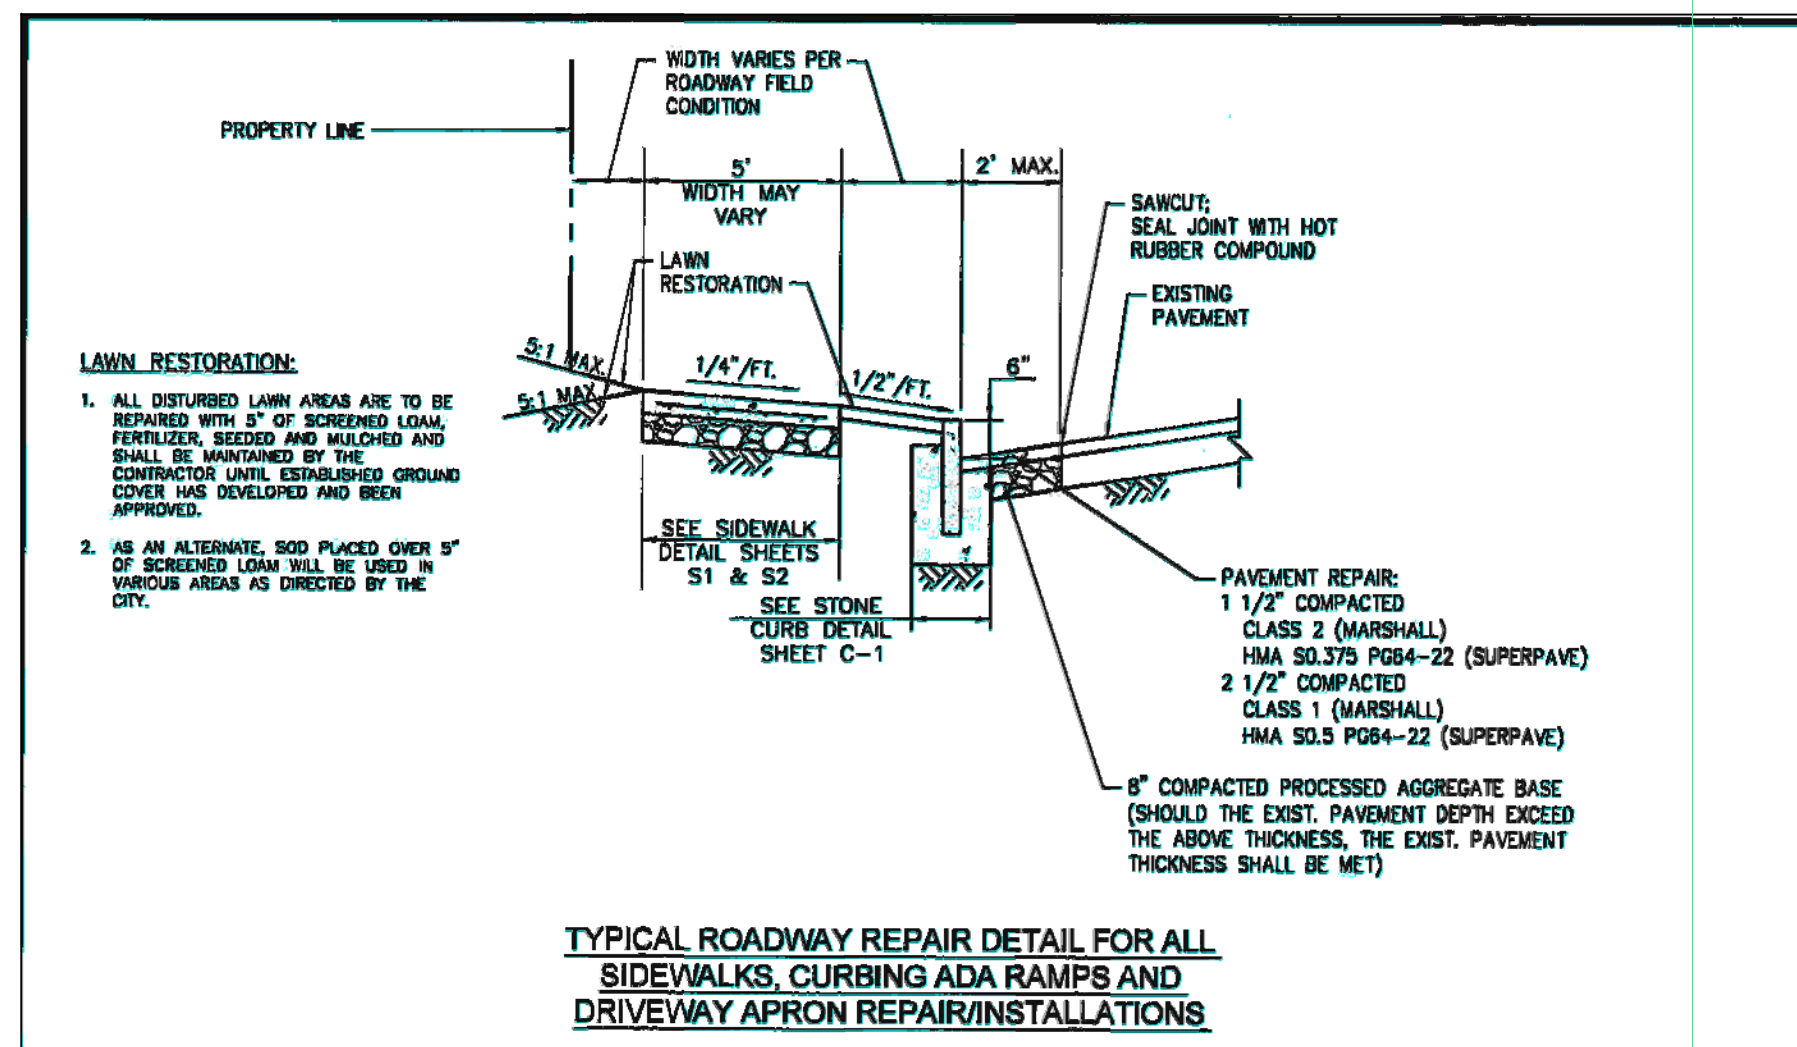 WIDTH VARIES PER
ROADWAY FIELD
CONDITION
PROPERTY LINE
5'
WIDTH MAY
VARY
2' MAX.
SAWCUT;
SEAL JOINT WITH HOT
RUBBER COMPOUND
LAWN
RESTORATION
EXISTING
PAVEMENT
5:1 MAX.
5:1 MAX.
1/4"/FT.
1/2"/FT.
6"
LAWN RESTORATION:
1. ALL DISTURBED LAWN AREAS ARE TO BE
REPAIRED WITH 5" OF SCREENED LOAM,
FERTILIZER, SEEDED AND MULCHED AND
SHALL BE MAINTAINED BY THE
CONTRACTOR UNTIL ESTABLISHED GROUND
COVER HAS DEVELOPED AND BEEN
APPROVED.
2. AS AN ALTERNATE, SOD PLACED OVER 5"
OF SCREENED LOAM WILL BE USED IN
VARIOUS AREAS AS DIRECTED BY THE
CITY.
SEE SIDEWALK
DETAIL SHEETS
S1 & S2
SEE STONE
CURB DETAIL
SHEET C-1
PAVEMENT REPAIR:
1 1/2" COMPACTED
CLASS 2 (MARSHALL)
HMA S0.375 PG64-22 (SUPERPAVE)
2 1/2" COMPACTED
CLASS 1 (MARSHALL)
HMA S0.5 PG64-22 (SUPERPAVE)
8" COMPACTED PROCESSED AGGREGATE BASE
(SHOULD THE EXIST. PAVEMENT DEPTH EXCEED
THE ABOVE THICKNESS, THE EXIST. PAVEMENT
THICKNESS SHALL BE MET)
TYPICAL ROADWAY REPAIR DETAIL FOR ALL
SIDEWALKS, CURBING ADA RAMPS AND
DRIVEWAY APRON REPAIR/INSTALLATIONS